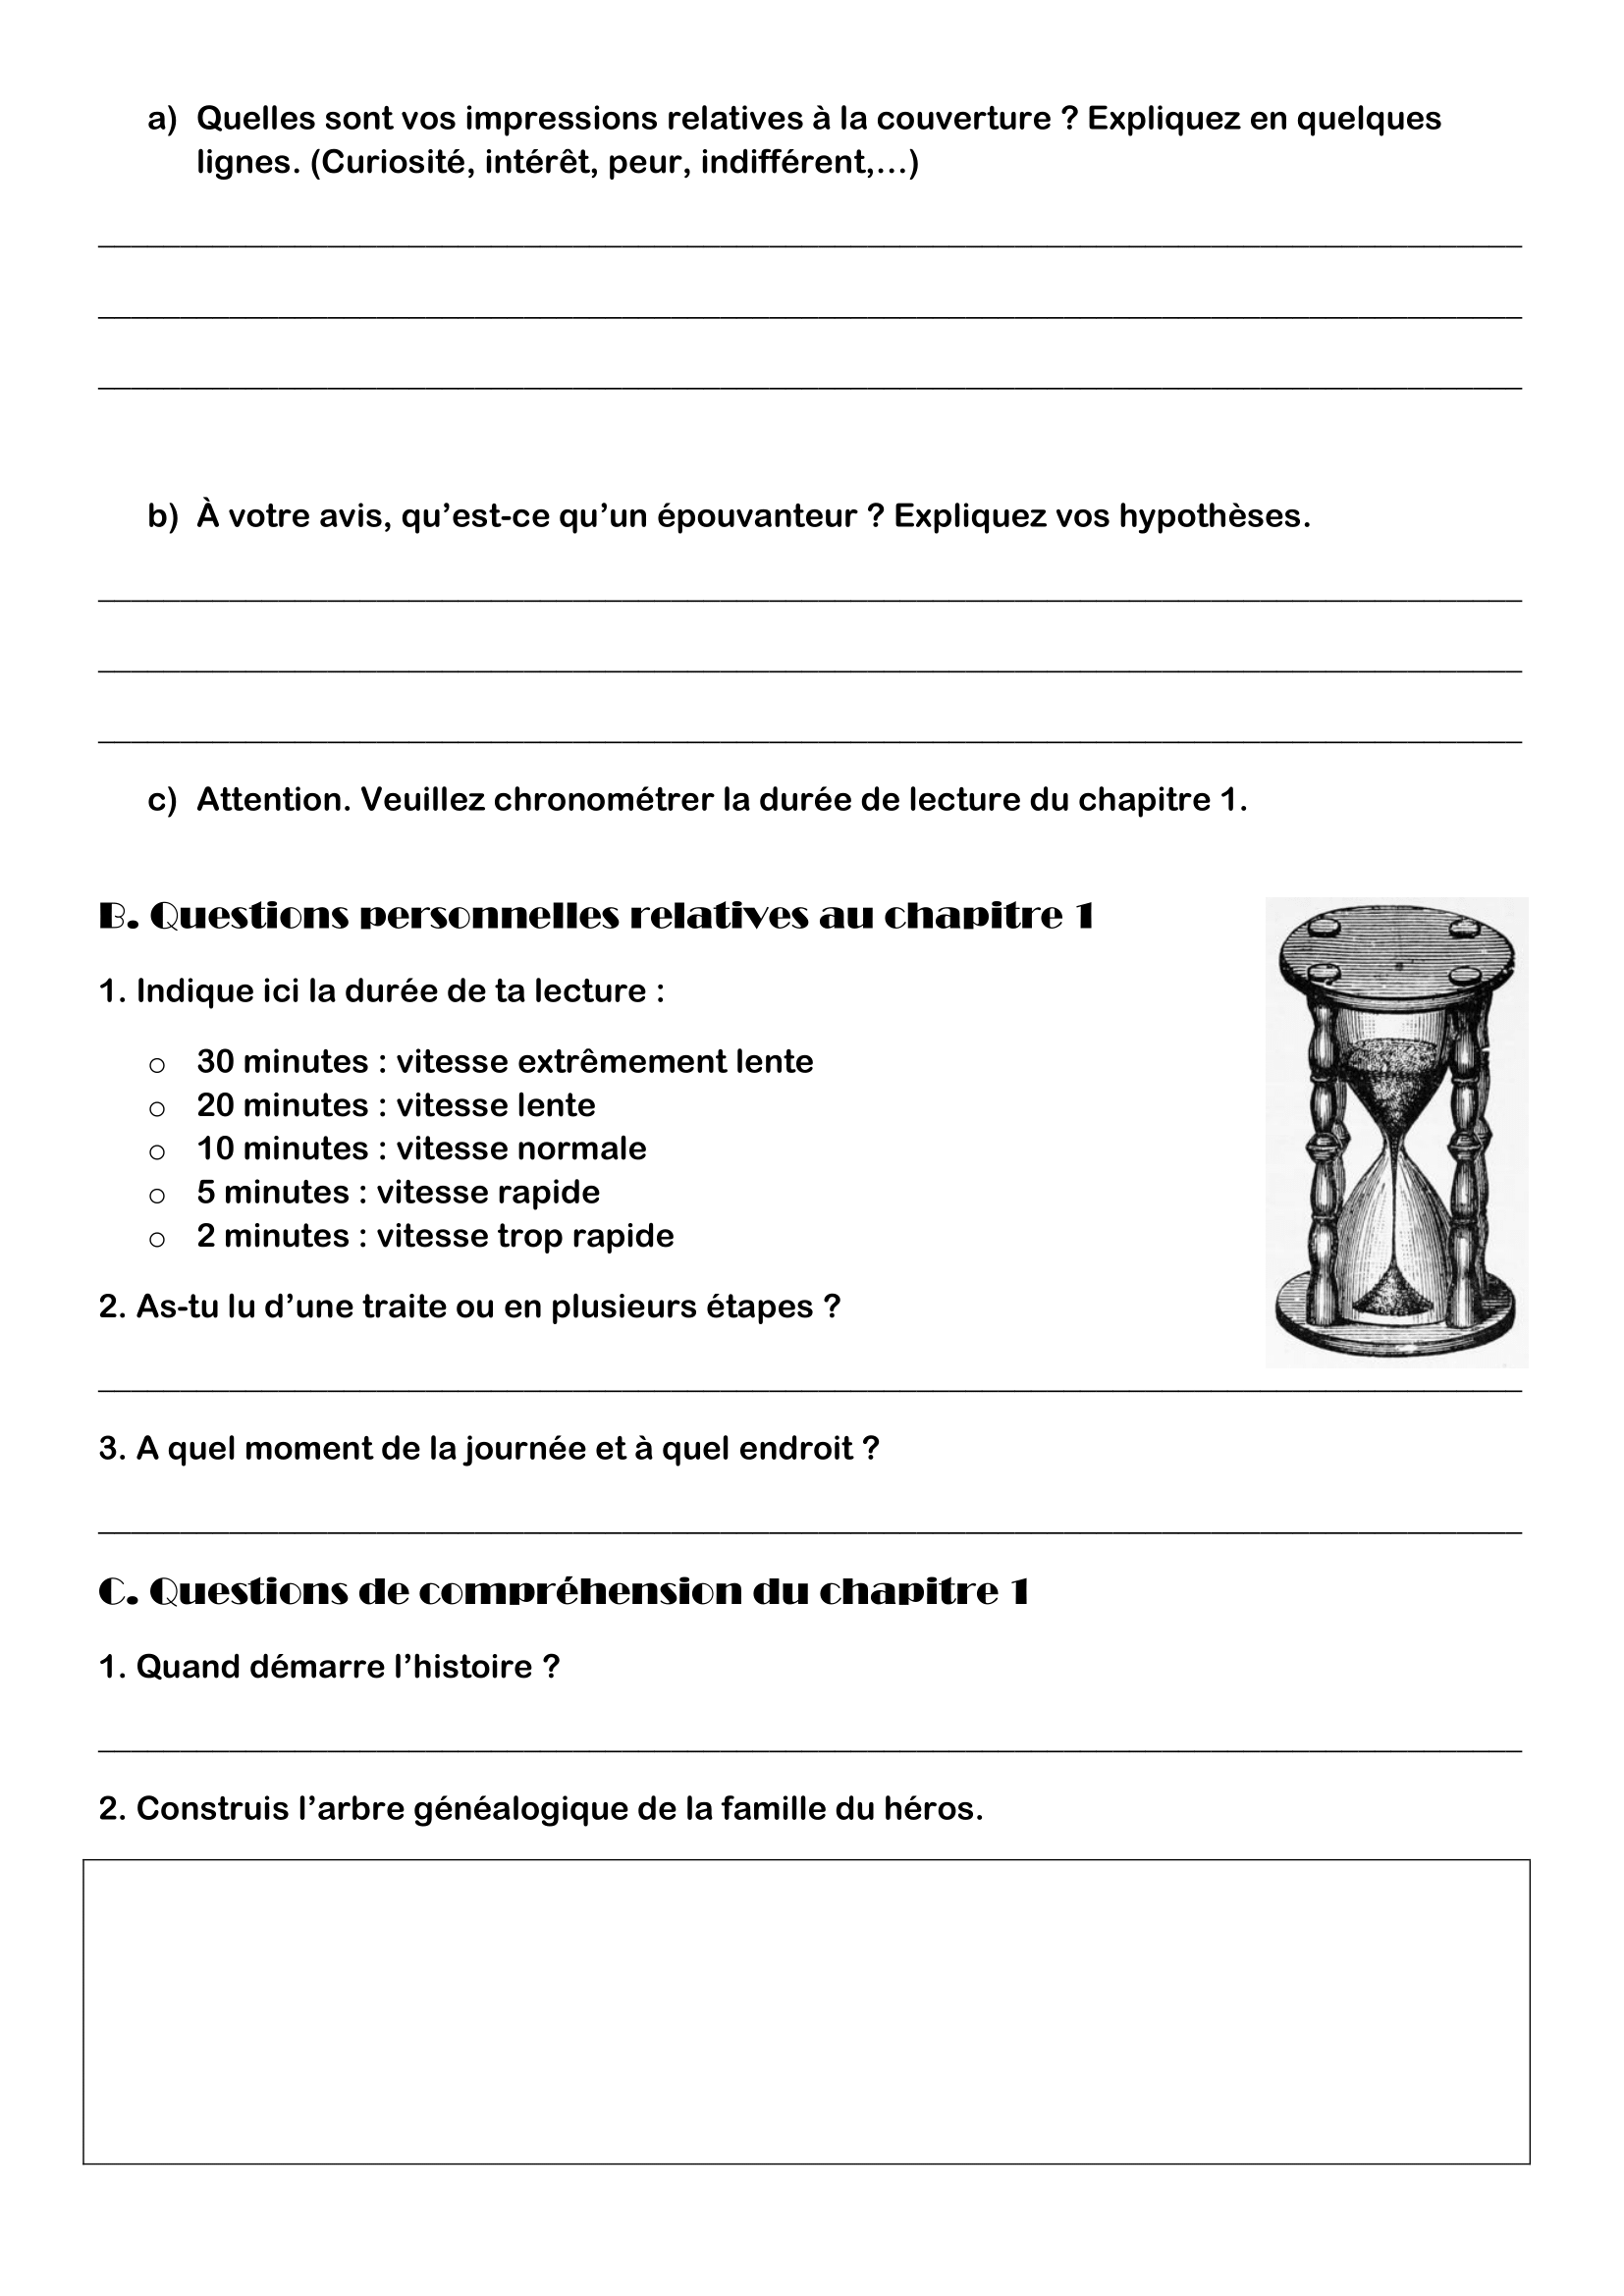 a) Quelles sont vos impressions relatives à la couverture ? Expliquez en quelques
lignes. (Curiosité, intérêt, peur, indifférent,…)
b) À votre avis, qu’est-ce qu’un épouvanteur ? Expliquez vos hypothèses.
c) Attention. Veuillez chronométrer la durée de lecture du chapitre 1.
B. Questions personnelles relatives au chapitre 1
1. Indique ici la durée de ta lecture :
○ 30 minutes : vitesse extrêmement lente
○ 20 minutes : vitesse lente
○ 10 minutes : vitesse normale
○ 5 minutes : vitesse rapide
○ 2 minutes : vitesse trop rapide
2. As-tu lu d’une traite ou en plusieurs étapes ?
3. A quel moment de la journée et à quel endroit ?
C. Questions de compréhension du chapitre 1
1. Quand démarre l’histoire ?
2. Construis l’arbre généalogique de la famille du héros.